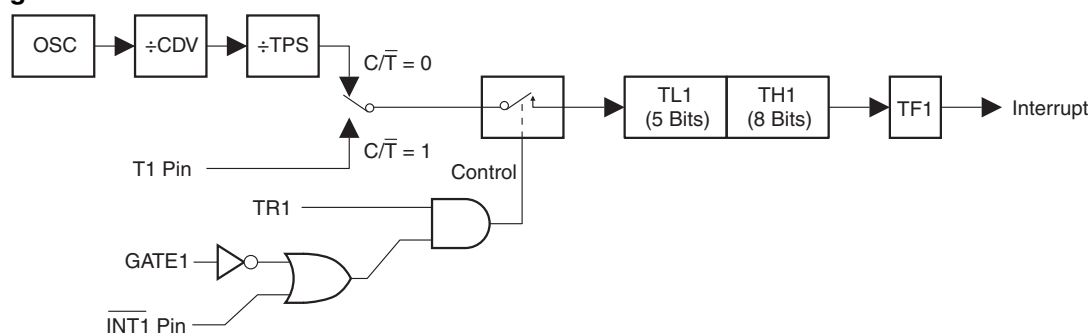 OSC
÷CDV
÷TPS
C/T̅ = 0
TL1
(5 Bits)
TH1
(8 Bits)
TF1
Interrupt
C/T̅ = 1
T1 Pin
Control
TR1
GATE1
I̅N̅T̅1̅ Pin